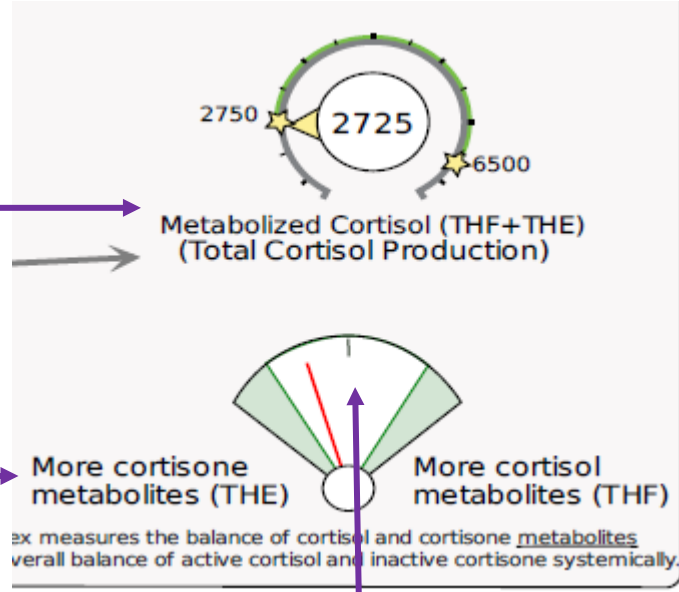 2750
2725
6500
Metabolized Cortisol (THF+THE)
(Total Cortisol Production)
More cortisone
metabolites (THE)
More cortisol
metabolites (THF)
ex measures the balance of cortisol and cortisone metabolites
verall balance of active cortisol and inactive cortisone systemically.